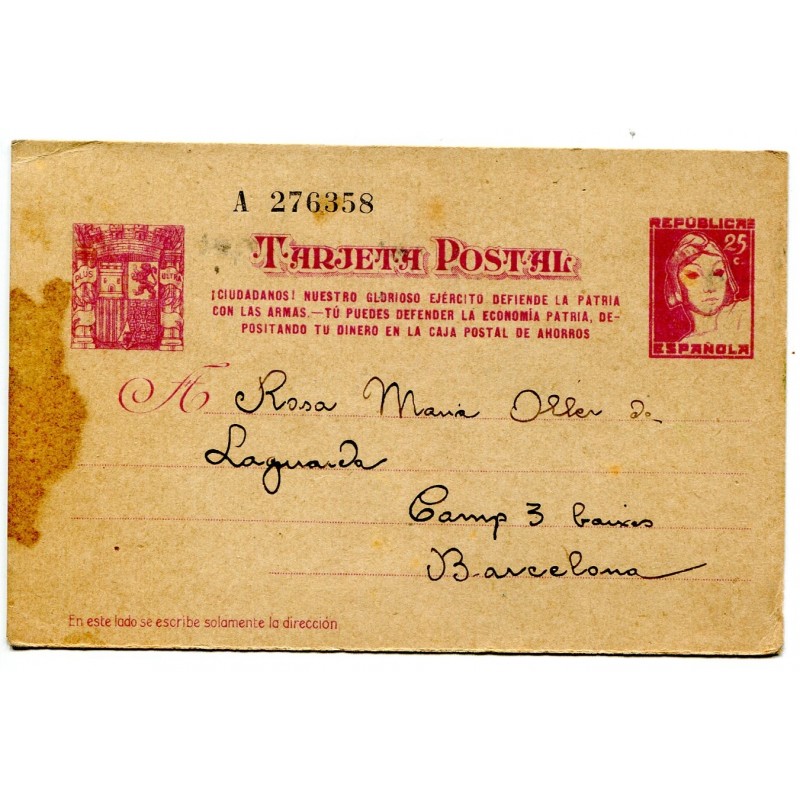 A 276358
PLUS ULTRA
TARJETA POSTAL
REPÚBLICA
25
C.
ESPAÑOLA
¡CIUDADANOS! NUESTRO GLORIOSO EJÉRCITO DEFIENDE LA PATRIA
CON LAS ARMAS.—TÚ PUEDES DEFENDER LA ECONOMÍA PATRIA, DE-
POSITANDO TU DINERO EN LA CAJA POSTAL DE AHORROS
A Rosa Maria Oller de
Laguarda
Camp 3 baixes
Barcelona
En este lado se escribe solamente la dirección.